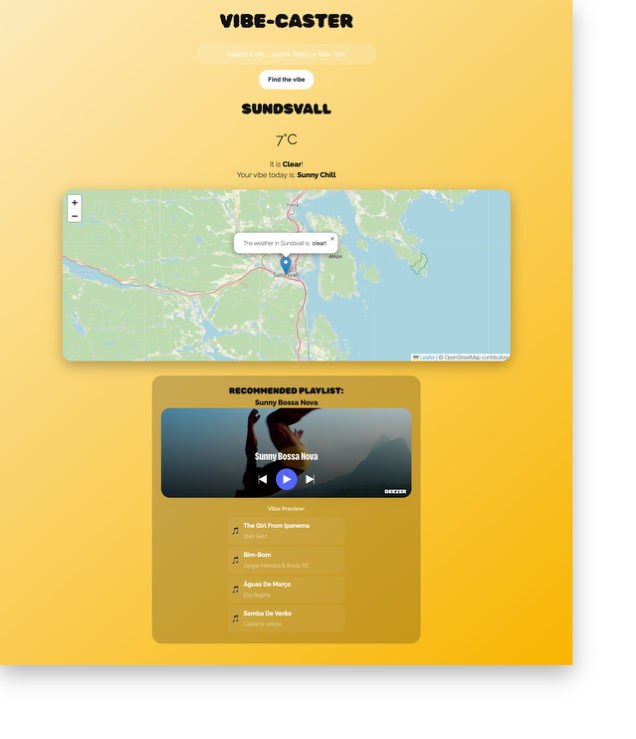 VIBE-CASTER
Search a city... maybe Tokyo or New York
Find the vibe
SUNDSVALL
7°C
It is Clear!
Your vibe today is: Sunny Chill
+
−
The weather in Sundsvall is: clear!
×
Alnön
Sundsvall
Leaflet | © OpenStreetMap contributors
RECOMMENDED PLAYLIST:
Sunny Bossa Nova
Sunny Bossa Nova
DEEZER
Vibe Preview:
The Girl From Ipanema
Stan Getz
Bim-Bom
Sergio Mendes & Brasil '66
Águas De Março
Elis Regina
Samba De Verão
Caetano Veloso